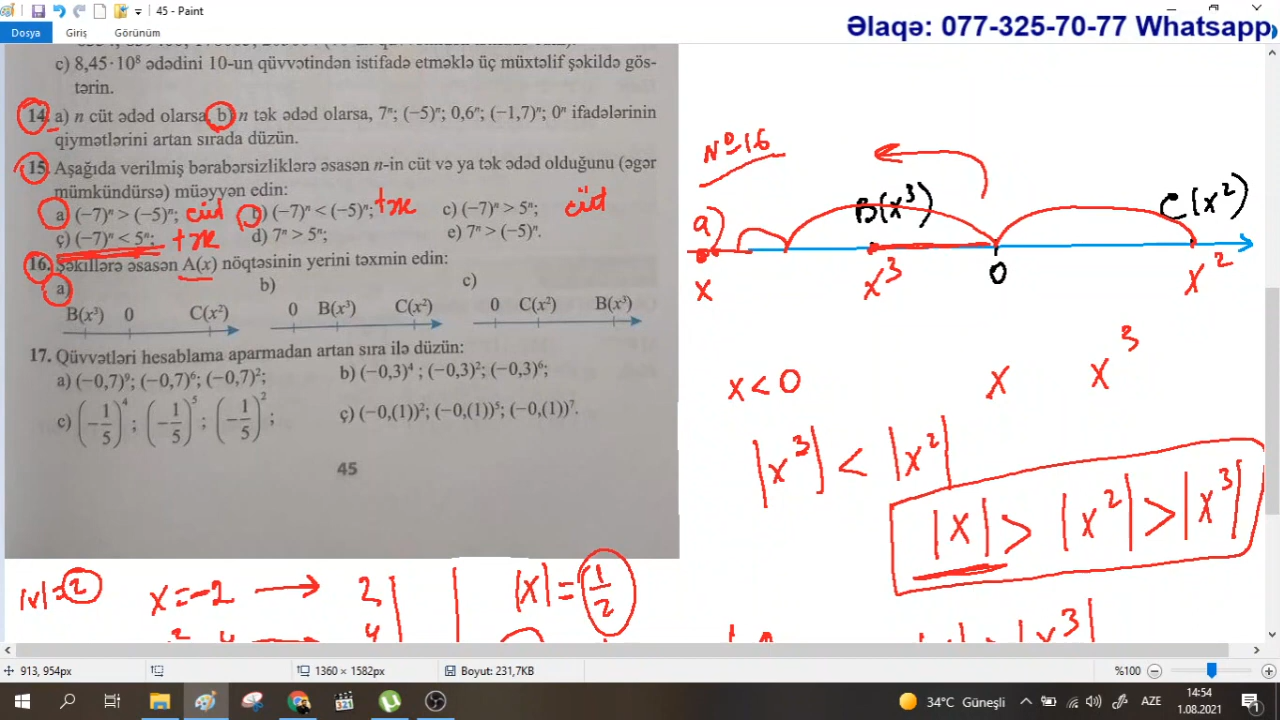 45 - Paint
Əlaqə: 077-325-70-77 Whatsapp
Dosya Giriş Görünüm
c) 8,45·10⁸ ədədini 10-un qüvvətindən istifadə etməklə üç müxtəlif şəkildə gös-
tərin.
14. a) n cüt ədəd olarsa, b) n tək ədəd olarsa, 7ⁿ; (−5)ⁿ; 0,6ⁿ; (−1,7)ⁿ; 0ⁿ ifadələrinin
qiymətlərini artan sırada düzün.
15. Aşağıda verilmiş bərabərsizliklərə əsasən n-in cüt və ya tək ədəd olduğunu (əgər
mümkündürsə) müəyyən edin:
a) (−7)ⁿ > (−5)ⁿ; cüt b) (−7)ⁿ < (−5)ⁿ; tək c) (−7)ⁿ > 5ⁿ; cüt
ç) (−7)ⁿ < 5ⁿ; tək d) 7ⁿ > 5ⁿ; e) 7ⁿ > (−5)ⁿ.
16. Şəkillərə əsasən A(x) nöqtəsinin yerini təxmin edin:
a) b) c)
B(x³) 0 C(x²) 0 B(x³) C(x²) 0 C(x²) B(x³)
17. Qüvvətləri hesablama aparmadan artan sıra ilə düzün:
a) (−0,7)⁹; (−0,7)⁶; (−0,7)²; b) (−0,3)⁴ ; (−0,3)²; (−0,3)⁶;
c) (−1/5)⁴ ; (−1/5)⁵ ; (−1/5)² ; ç) (−0,(1))²; (−0,(1))⁵; (−0,(1))⁷.
45
№16
a) B(x³) C(x²)
x x³ 0 x²
x<0 x x³
|x³| < |x²|
|x| > |x²| > |x³|
|x|=2 x=-2 → 2 |x|=1/2
913, 954px 1360 × 1582px Boyut: 231,7KB %100
34°C Güneşli AZE 14:54
1.08.2021